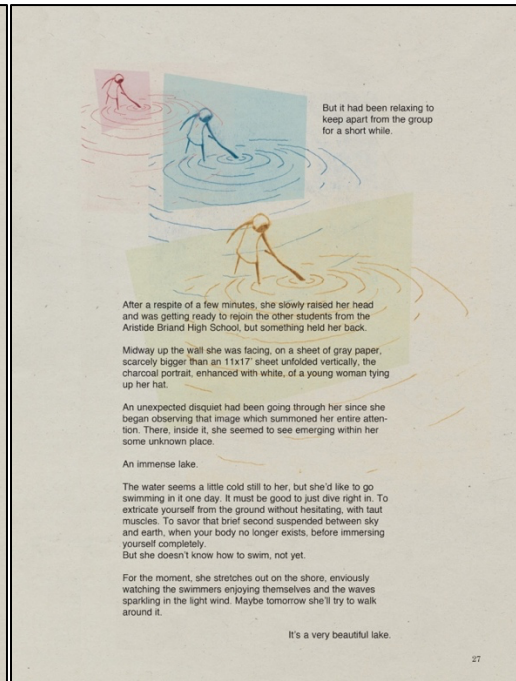 But it had been relaxing to
keep apart from the group
for a short while.
After a respite of a few minutes, she slowly raised her head
and was getting ready to rejoin the other students from the
Aristide Briand High School, but something held her back.
Midway up the wall she was facing, on a sheet of gray paper,
scarcely bigger than an 11x17' sheet unfolded vertically, the
charcoal portrait, enhanced with white, of a young woman tying
up her hat.
An unexpected disquiet had been going through her since she
began observing that image which summoned her entire atten-
tion. There, inside it, she seemed to see emerging within her
some unknown place.
An immense lake.
The water seems a little cold still to her, but she'd like to go
swimming in it one day. It must be good to just dive right in. To
extricate yourself from the ground without hesitating, with taut
muscles. To savor that brief second suspended between sky
and earth, when your body no longer exists, before immersing
yourself completely.
But she doesn't know how to swim, not yet.
For the moment, she stretches out on the shore, enviously
watching the swimmers enjoying themselves and the waves
sparkling in the light wind. Maybe tomorrow she'll try to walk
around it.
It's a very beautiful lake.
27